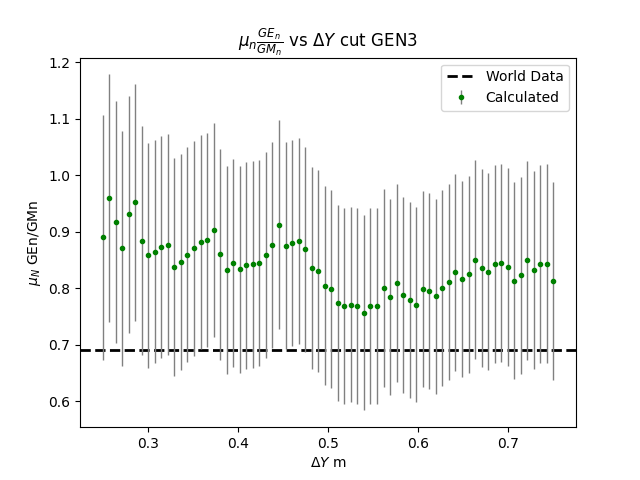 μₙ GEₙ/GMₙ vs ΔY cut GEN3
World Data
Calculated
μ_N GEn/GMn
1.2
1.1
1.0
0.9
0.8
0.7
0.6
0.3 0.4 0.5 0.6 0.7
ΔY m